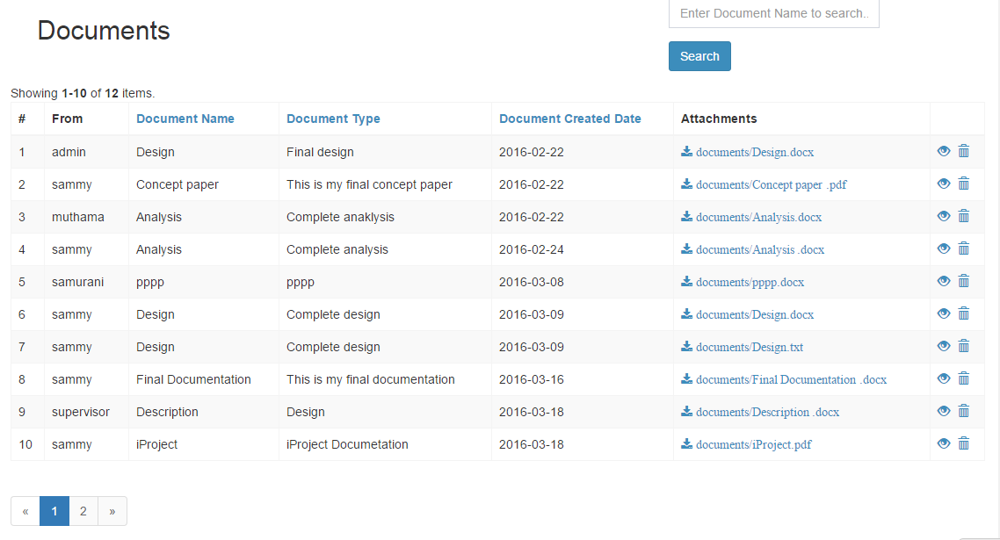 Enter Document Name to search..
Documents
Search
Showing 1-10 of 12 items.
# From Document Name Document Type Document Created Date Attachments
1 admin Design Final design 2016-02-22 documents/Design.docx
2 sammy Concept paper This is my final concept paper 2016-02-22 documents/Concept paper .pdf
3 muthama Analysis Complete anaklysis 2016-02-22 documents/Analysis.docx
4 sammy Analysis Complete analysis 2016-02-24 documents/Analysis .docx
5 samurani pppp pppp 2016-03-08 documents/pppp.docx
6 sammy Design Complete design 2016-03-09 documents/Design.docx
7 sammy Design Complete design 2016-03-09 documents/Design.txt
8 sammy Final Documentation This is my final documentation 2016-03-16 documents/Final Documentation .docx
9 supervisor Description Design 2016-03-18 documents/Description .docx
10 sammy iProject iProject Documetation 2016-03-18 documents/iProject.pdf
« 1 2 »